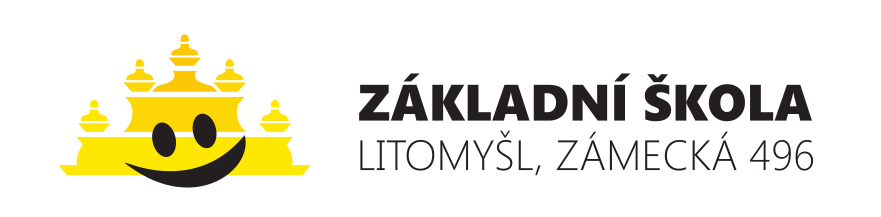 ZÁKLADNÍ ŠKOLA
LITOMYŠL, ZÁMECKÁ 496